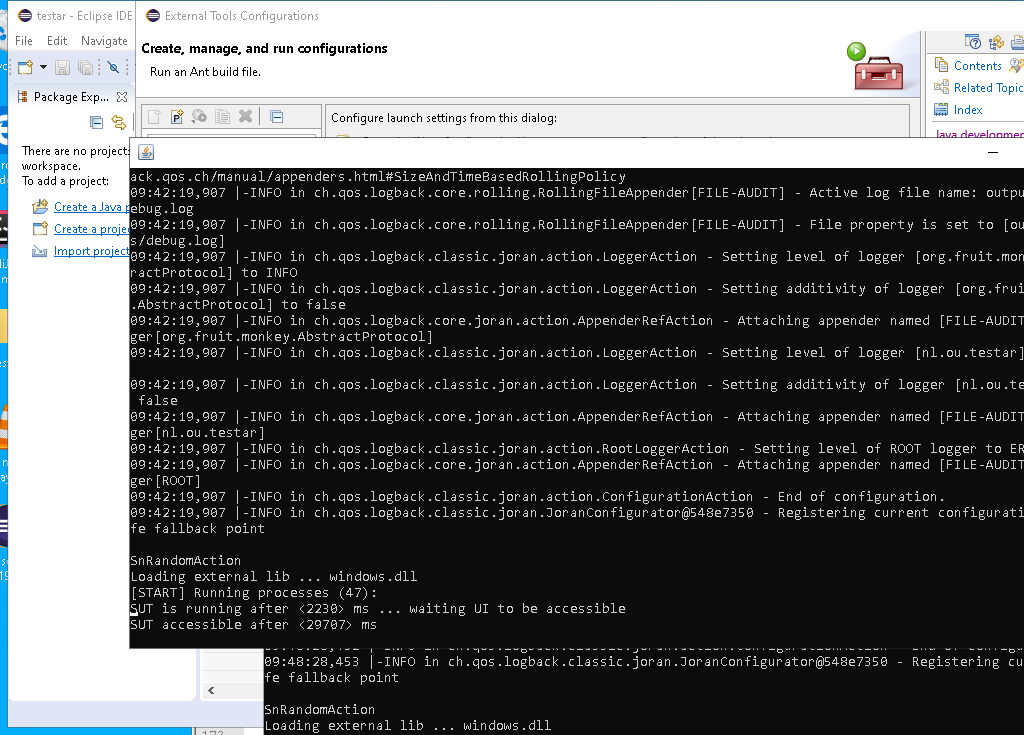 testar - Eclipse IDE
External Tools Configurations
File Edit Navigate
Create, manage, and run configurations
Run an Ant build file.
Package Exp...
Contents
Related Topic
Index
Configure launch settings from this dialog:
Java developmen
There are no projects
workspace.
To add a project:
Create a Java p
Create a projec
Import project
ack.qos.ch/manual/appenders.html#SizeAndTimeBasedRollingPolicy
09:42:19,907 |-INFO in ch.qos.logback.core.rolling.RollingFileAppender[FILE-AUDIT] - Active log file name: outpu
ebug.log
09:42:19,907 |-INFO in ch.qos.logback.core.rolling.RollingFileAppender[FILE-AUDIT] - File property is set to [ou
s/debug.log]
09:42:19,907 |-INFO in ch.qos.logback.classic.joran.action.LoggerAction - Setting level of logger [org.fruit.mon
ractProtocol] to INFO
09:42:19,907 |-INFO in ch.qos.logback.classic.joran.action.LoggerAction - Setting additivity of logger [org.frui
.AbstractProtocol] to false
09:42:19,907 |-INFO in ch.qos.logback.core.joran.action.AppenderRefAction - Attaching appender named [FILE-AUDIT
ger[org.fruit.monkey.AbstractProtocol]
09:42:19,907 |-INFO in ch.qos.logback.classic.joran.action.LoggerAction - Setting level of logger [nl.ou.testar]
09:42:19,907 |-INFO in ch.qos.logback.classic.joran.action.LoggerAction - Setting additivity of logger [nl.ou.te
false
09:42:19,907 |-INFO in ch.qos.logback.core.joran.action.AppenderRefAction - Attaching appender named [FILE-AUDIT
ger[nl.ou.testar]
09:42:19,907 |-INFO in ch.qos.logback.classic.joran.action.RootLoggerAction - Setting level of ROOT logger to ER
09:42:19,907 |-INFO in ch.qos.logback.core.joran.action.AppenderRefAction - Attaching appender named [FILE-AUDIT
ger[ROOT]
09:42:19,907 |-INFO in ch.qos.logback.classic.joran.action.ConfigurationAction - End of configuration.
09:42:19,907 |-INFO in ch.qos.logback.classic.joran.JoranConfigurator@548e7350 - Registering current configurati
fe fallback point
SnRandomAction
Loading external lib ... windows.dll
[START] Running processes (47):
SUT is running after <2230> ms ... waiting UI to be accessible
SUT accessible after <29707> ms
09:48:28,453 |-INFO in ch.qos.logback.classic.joran.JoranConfigurator@548e7350 - Registering cu
fe fallback point
SnRandomAction
Loading external lib ... windows.dll